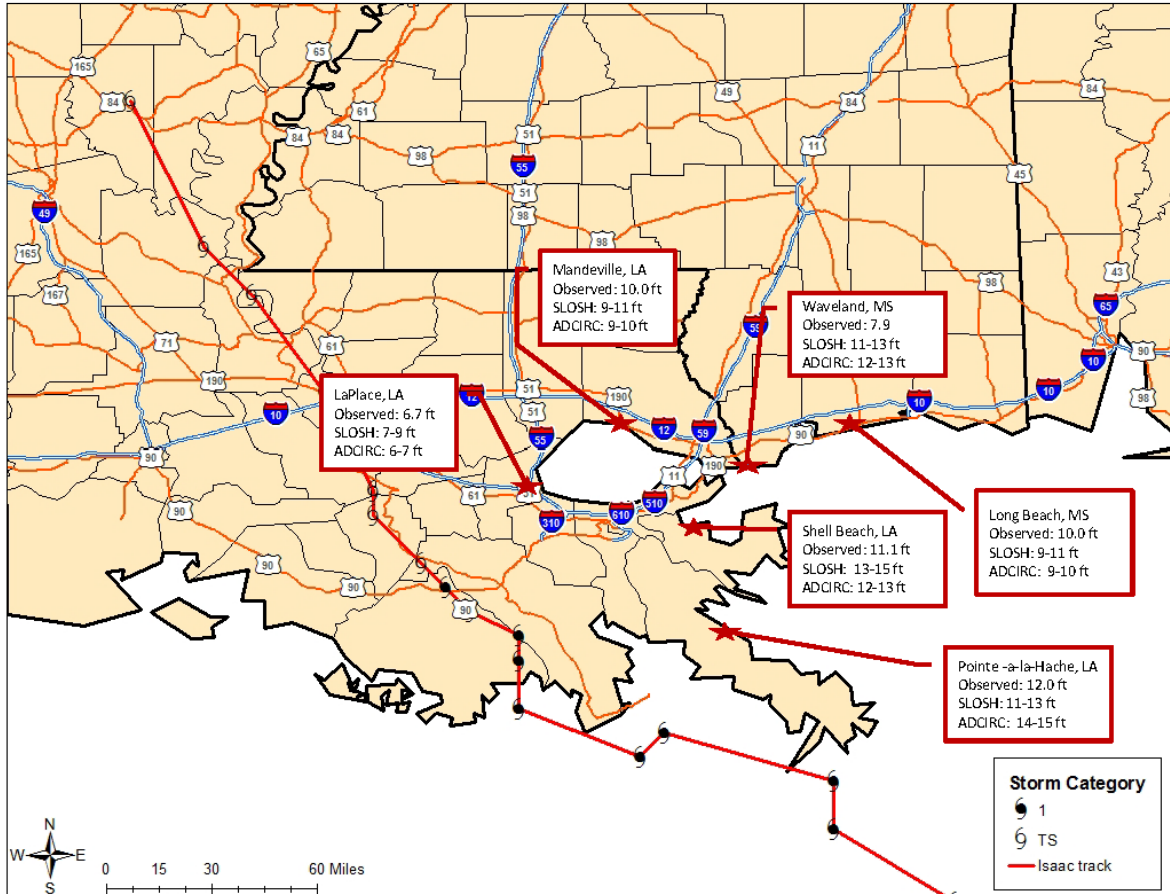 65
165
84
61
84
84
98
55
51
51
98
49
84
11
84
45
49
165
167
71
190
61
10
12
51
51
55
190
12
98
59
59
11
190
90
10
98
43
65
10
10
90
98
Mandeville, LA
Observed: 10.0 ft
SLOSH: 9-11 ft
ADCIRC: 9-10 ft
Waveland, MS
Observed: 7.9
SLOSH: 11-13 ft
ADCIRC: 12-13 ft
LaPlace, LA
Observed: 6.7 ft
SLOSH: 7-9 ft
ADCIRC: 6-7 ft
90
90
61
51
310
610
510
90
90
90
Shell Beach, LA
Observed: 11.1 ft
SLOSH: 13-15 ft
ADCIRC: 12-13 ft
Long Beach, MS
Observed: 10.0 ft
SLOSH: 9-11 ft
ADCIRC: 9-10 ft
Pointe -a-la-Hache, LA
Observed: 12.0 ft
SLOSH: 11-13 ft
ADCIRC: 14-15 ft
Storm Category
1
TS
Isaac track
N
W E
S
0 15 30 60 Miles